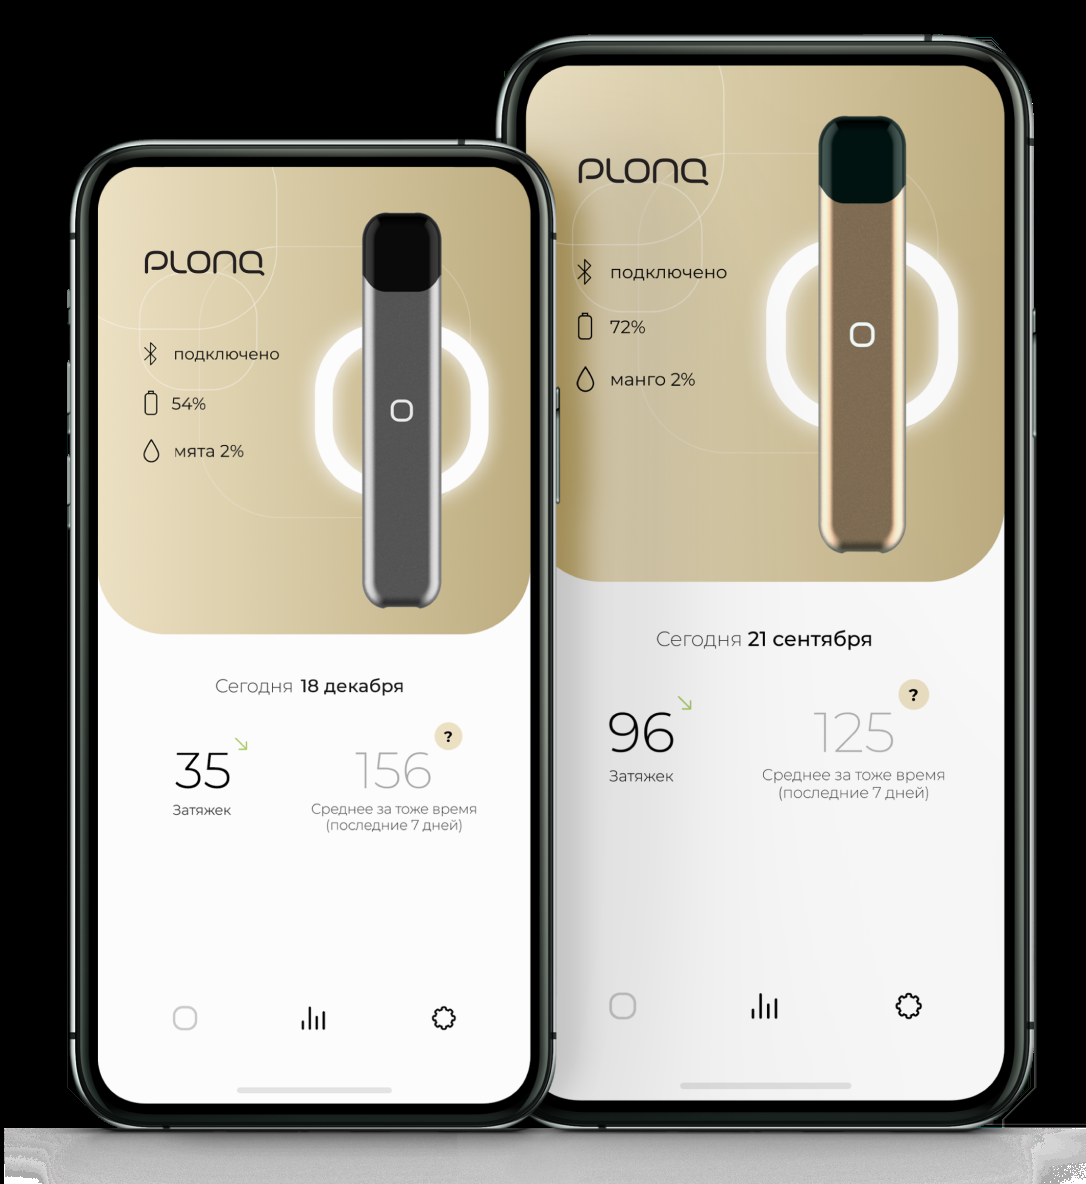 PLONQ
подключено
54%
мята 2%
Сегодня 18 декабря
35
Затяжек
?
156
Среднее за тоже время
(последние 7 дней)
PLONQ
подключено
72%
манго 2%
Сегодня 21 сентября
96
Затяжек
?
125
Среднее за тоже время
(последние 7 дней)